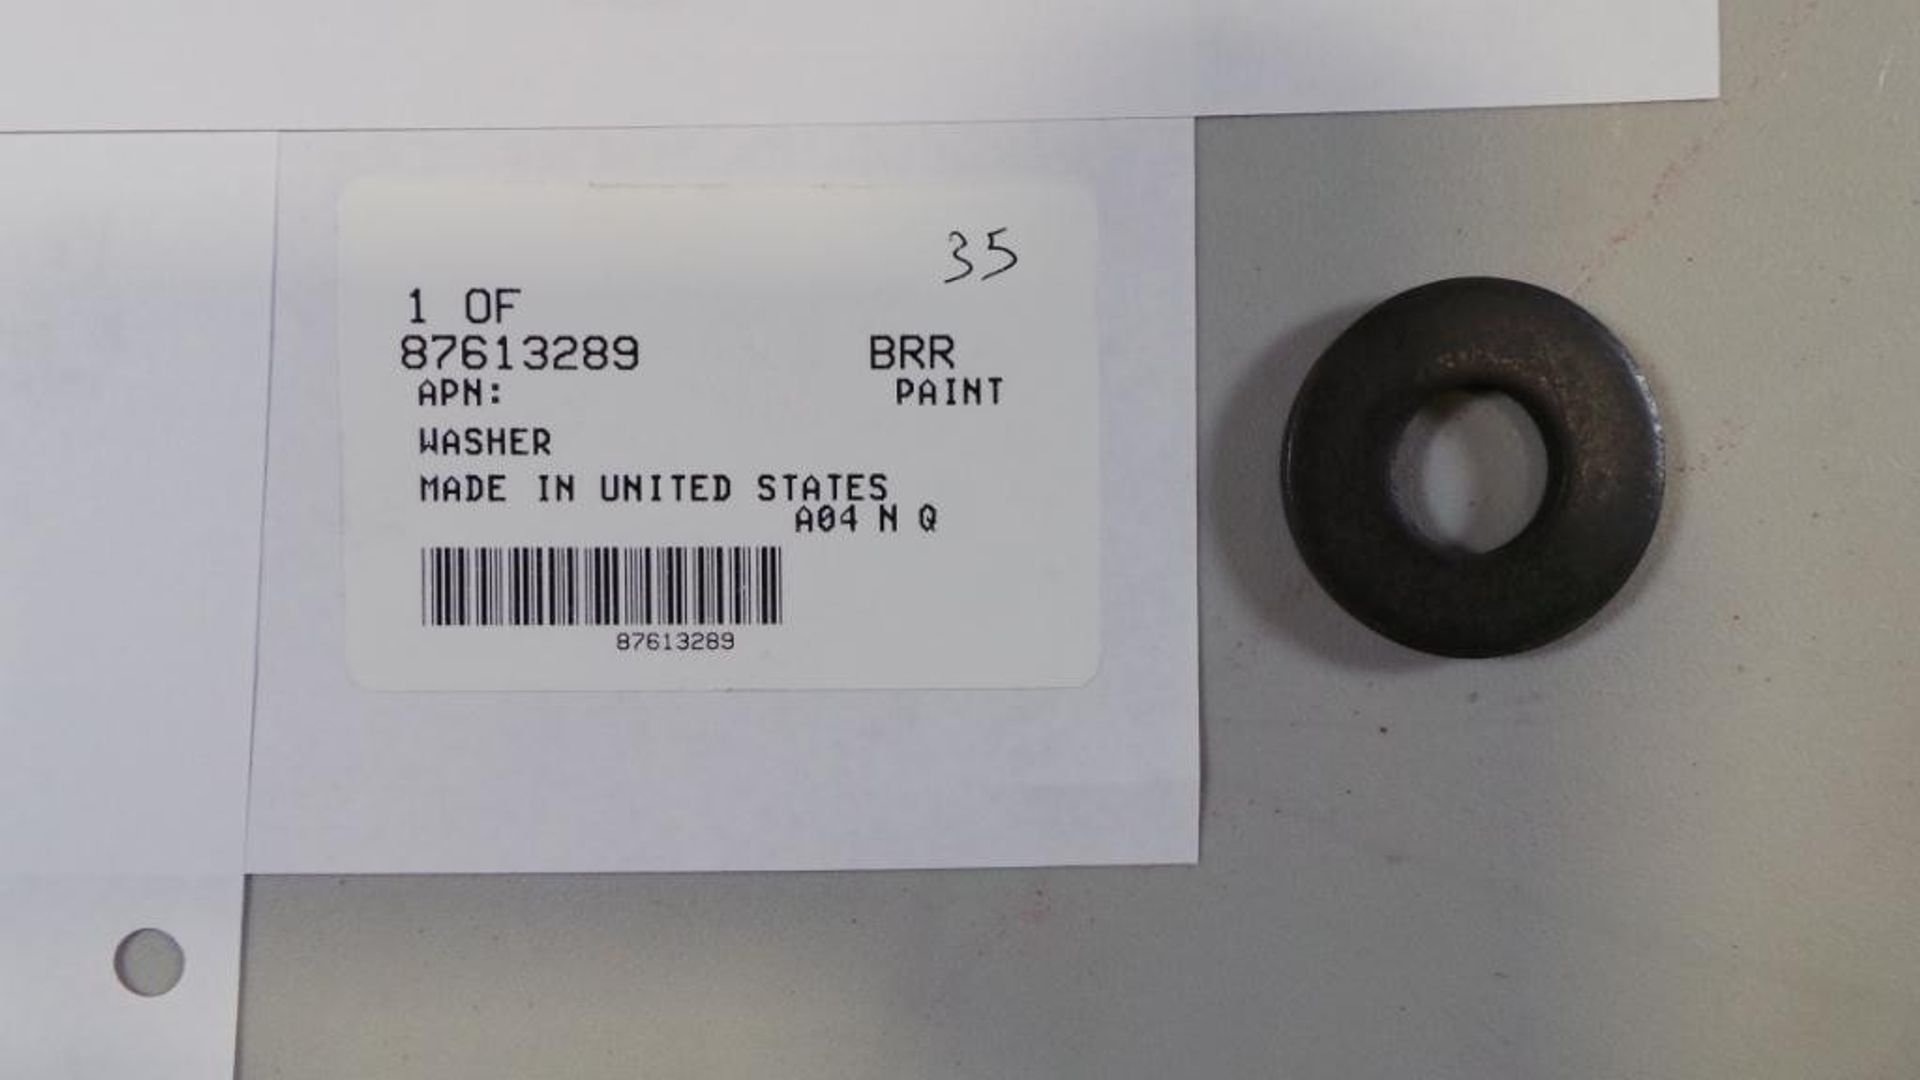 35
1 OF
87613289 BRR
APN: PAINT
WASHER
MADE IN UNITED STATES
A04 N Q
87613289